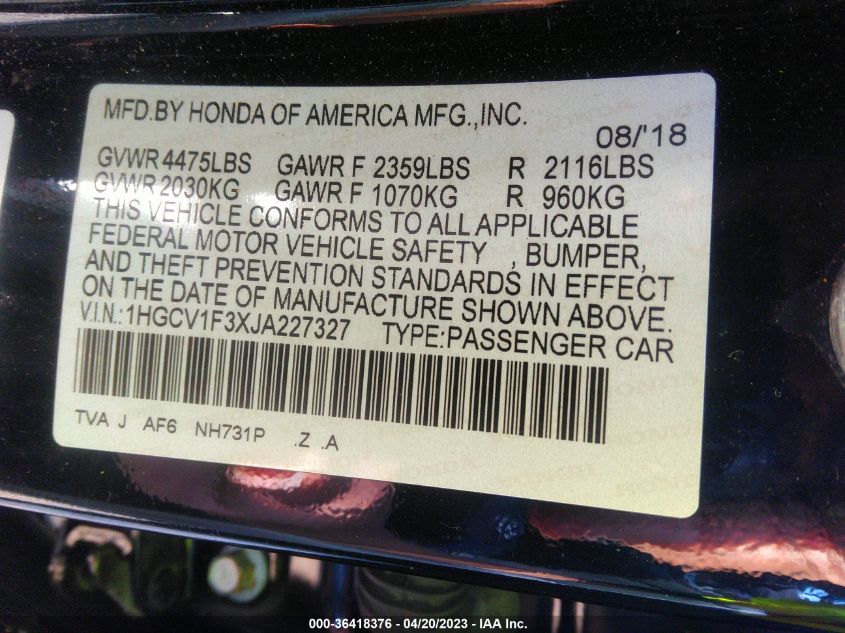 MFD.BY HONDA OF AMERICA MFG.,INC.
08/'18
GVWR 4475LBS GAWR F 2359LBS R 2116LBS
GVWR 2030KG GAWR F 1070KG R 960KG
THIS VEHICLE CONFORMS TO ALL APPLICABLE
FEDERAL MOTOR VEHICLE SAFETY , BUMPER,
AND THEFT PREVENTION STANDARDS IN EFFECT
ON THE DATE OF MANUFACTURE SHOWN ABOVE.
V.I.N.:1HGCV1F3XJA227327 TYPE:PASSENGER CAR
TVA J AF6 NH731P .Z .A
000-36418376 - 04/20/2023 - IAA Inc.